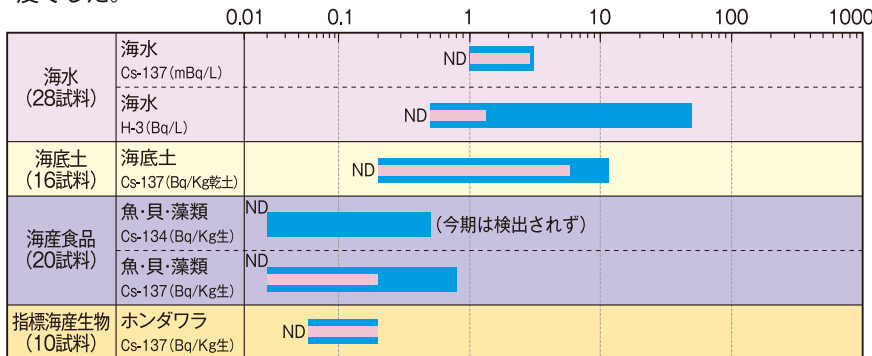 度でした。
0.01 0.1 1 10 100 1000
海水
(28試料)
海水
Cs-137(mBq/L)
ND
海水
H-3(Bq/L)
ND
海底土
(16試料)
海底土
Cs-137(Bq/Kg乾土)
ND
海産食品
(20試料)
魚・貝・藻類
Cs-134(Bq/Kg生)
ND
(今期は検出されず)
魚・貝・藻類
Cs-137(Bq/Kg生)
ND
指標海産生物
(10試料)
ホンダワラ
Cs-137(Bq/Kg生)
ND